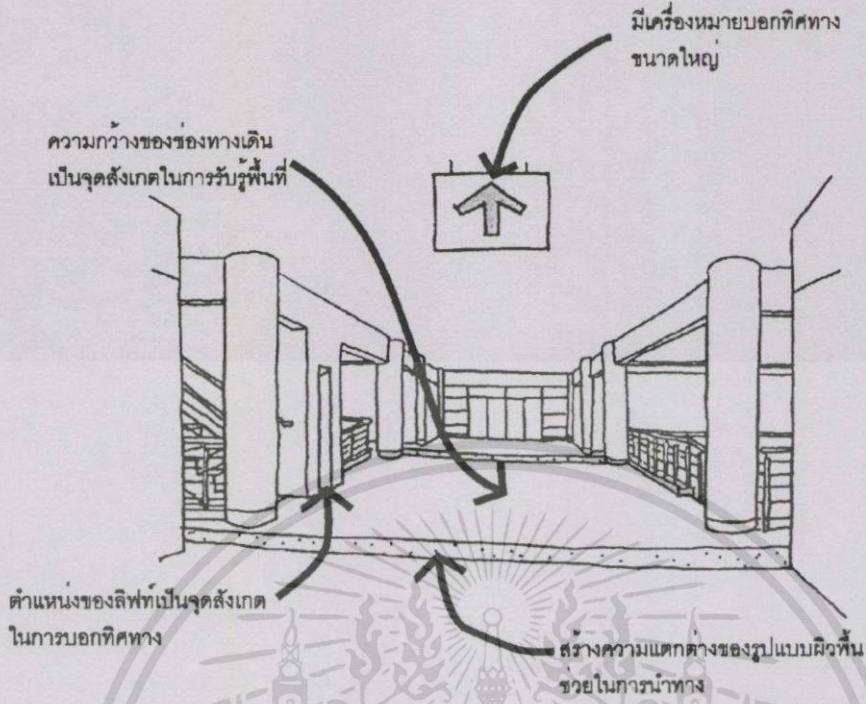 มีเครื่องหมายบอกทิศทาง
ขนาดใหญ่
ความกว้างของช่องทางเดิน
เป็นจุดสังเกตในการรับรู้พื้นที่
ตำแหน่งของลิฟท์เป็นจุดสังเกต
ในการบอกทิศทาง
สร้างความแตกต่างของรูปแบบผิวพื้น
ช่วยในการนำทาง